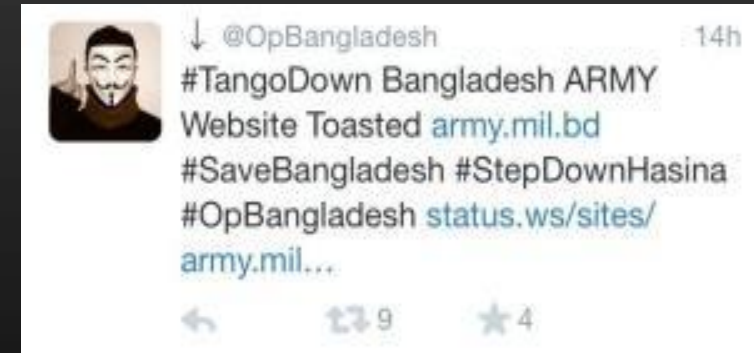 @OpBangladesh 14h
#TangoDown Bangladesh ARMY
Website Toasted army.mil.bd
#SaveBangladesh #StepDownHasina
#OpBangladesh status.ws/sites/
army.mil...
9 4